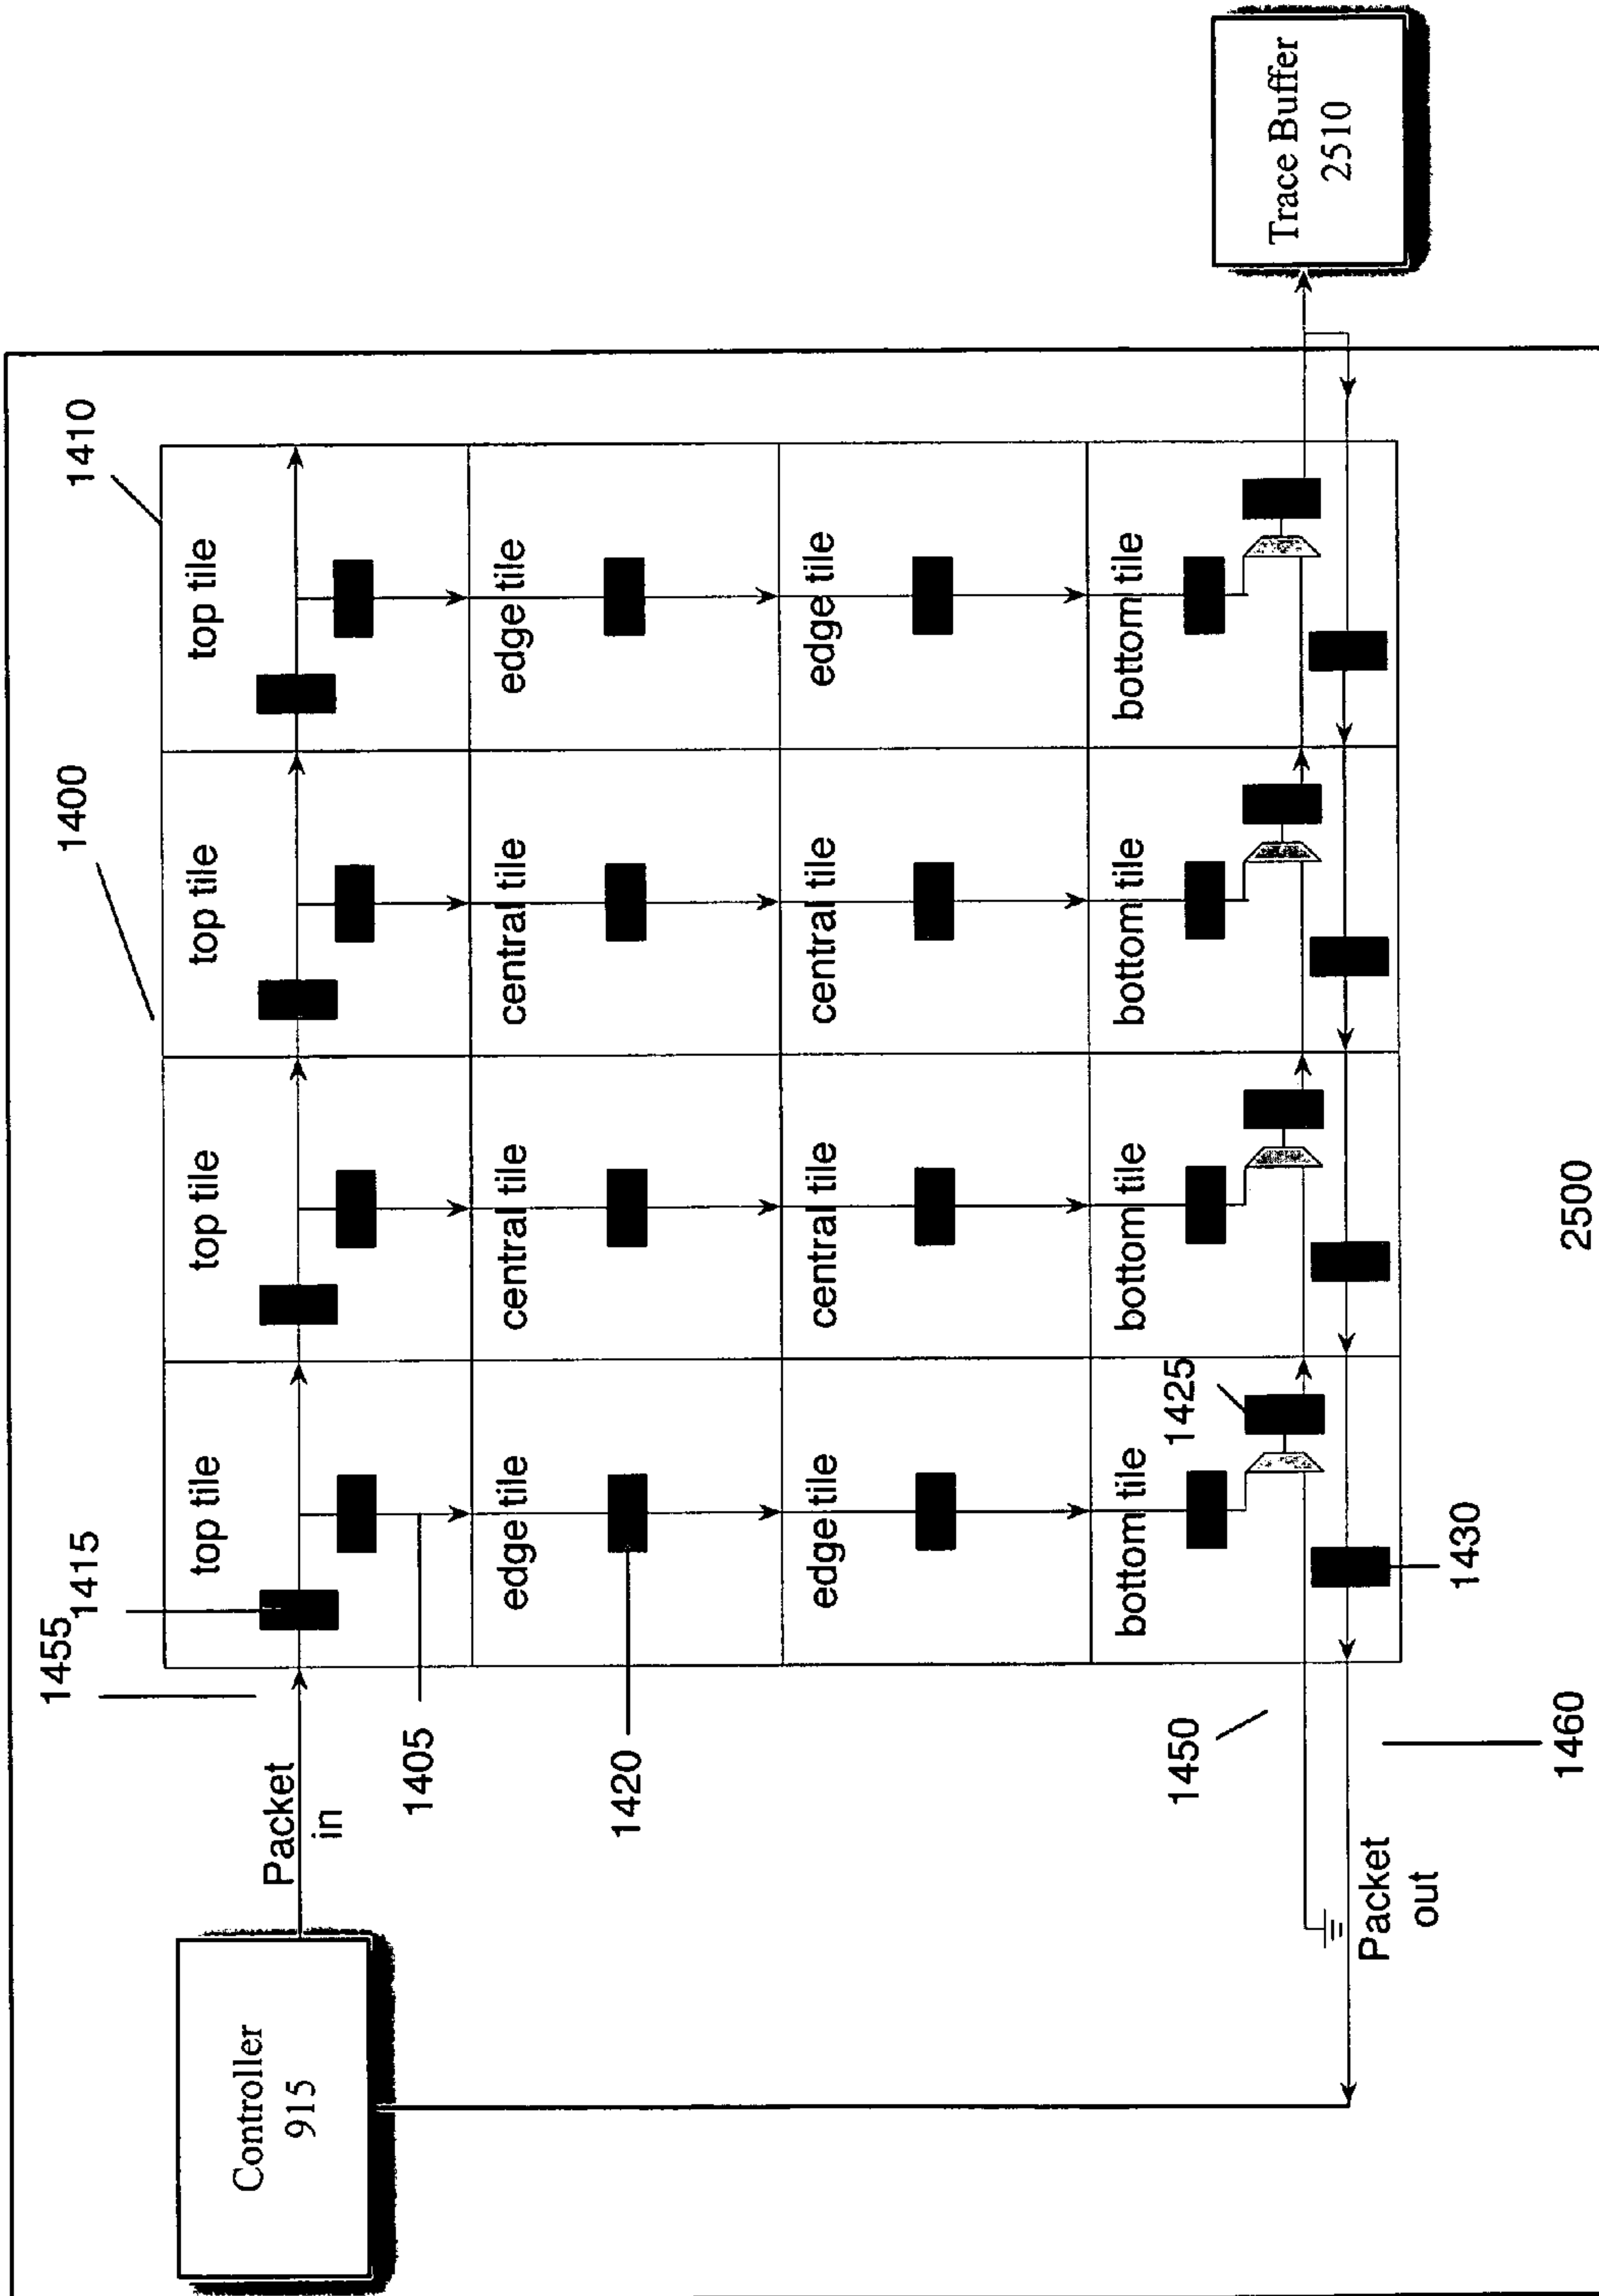 1455
1415
1400
1410
Controller
915
Packet
in
top tile
top tile
top tile
top tile
1405
edge tile
central tile
central tile
edge tile
1420
edge tile
central tile
central tile
edge tile
1450
bottom tile
bottom tile
bottom tile
bottom tile
1425
Trace Buffer
2510
Packet
out
1460
1430
2500